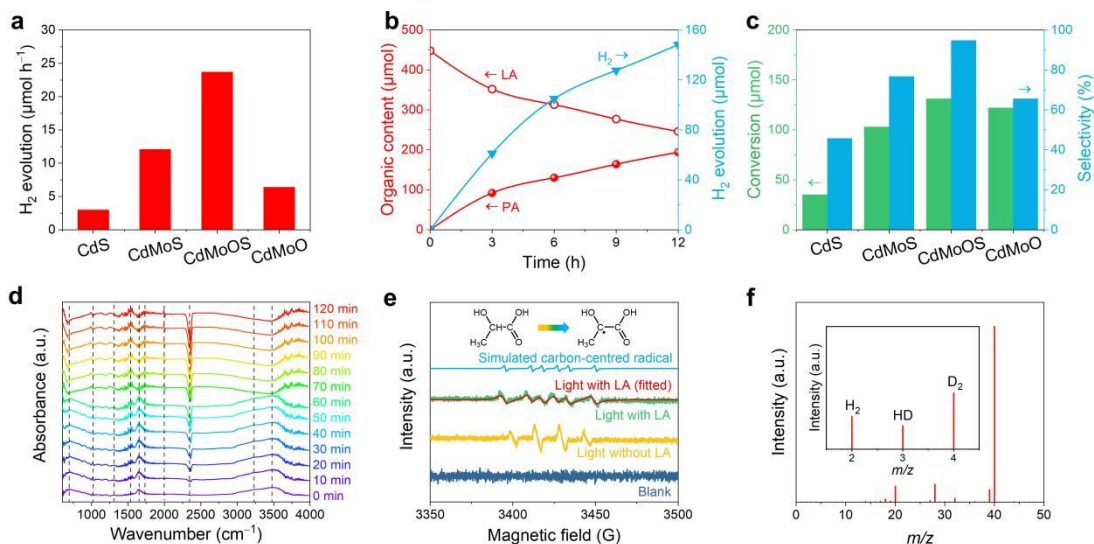 a
H₂ evolution (μmol h⁻¹)
30
25
20
15
10
5
0
CdS
CdMoS
CdMoOS
CdMoO
b
Organic content (μmol)
500
400
300
200
100
0
← LA
H₂ →
← PA
160
120
80
40
0
H₂ evolution (μmol)
0 3 6 9 12
Time (h)
c
Conversion (μmol)
200
150
100
50
0
←
→
100
80
60
40
20
0
Selectivity (%)
CdS
CdMoS
CdMoOS
CdMoO
d
Absorbance (a.u.)
120 min
110 min
100 min
90 min
80 min
70 min
60 min
50 min
40 min
30 min
20 min
10 min
0 min
1000 1500 2000 2500 3000 3500 4000
Wavenumber (cm⁻¹)
e
Intensity (a.u.)
HO OH
H₃C O
HO OH
H₃C O
Simulated carbon-centred radical
Light with LA (fitted)
Light with LA
Light without LA
Blank
3350 3400 3450 3500
Magnetic field (G)
f
Intensity (a.u.)
Intensity (a.u.)
H₂
HD
D₂
2 3 4
m/z
0 10 20 30 40 50
m/z